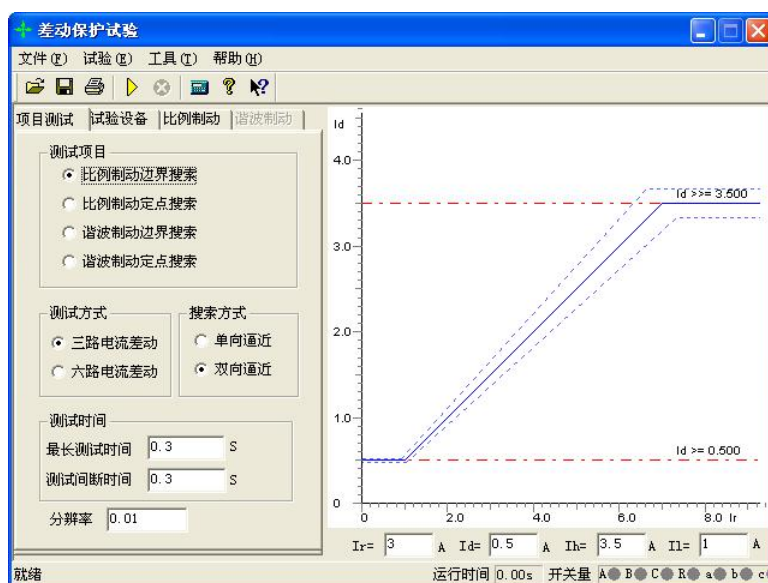 差动保护试验
文件(F) 试验(E) 工具(T) 帮助(H)
项目测试 试验设备 比例制动 谐波制动
测试项目
比例制动边界搜索
比例制动定点搜索
谐波制动边界搜索
谐波制动定点搜索
测试方式
三路电流差动
六路电流差动
搜索方式
单向逼近
双向逼近
测试时间
最长测试时间 0.3 S
测试间断时间 0.3 S
分辨率 0.01
Id
4.0
3.0
2.0
1.0
0
Id >>= 3.500
Id >= 0.500
0 2.0 4.0 6.0 8.0 Ir
Ir= 3 A Id= 0.5 A Ih= 3.5 A Il= 1 A
就绪 运行时间 0.00s 开关量 A B C R a b c